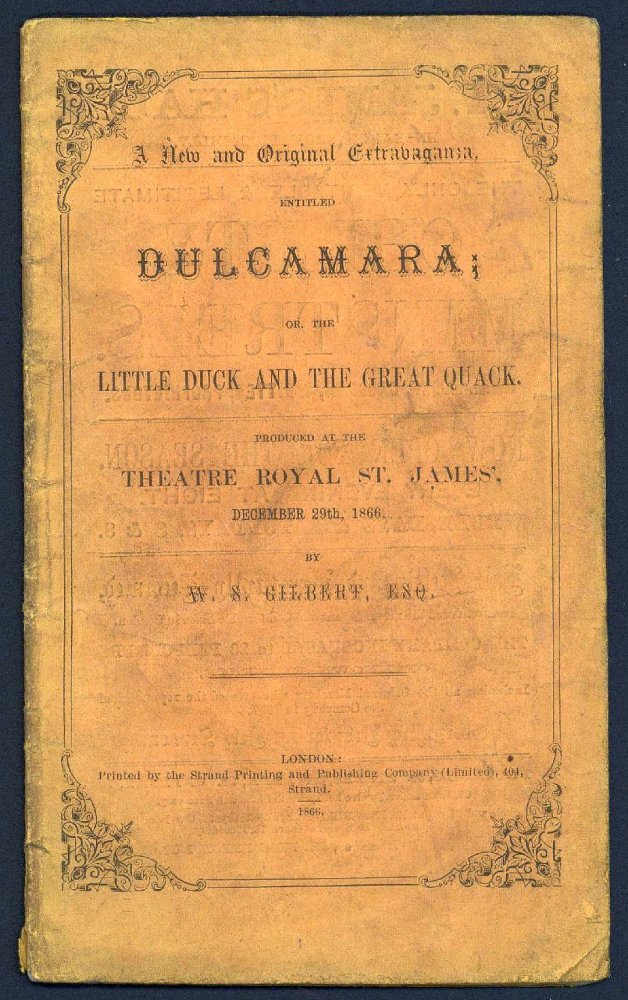 A New and Original Extravaganza,
ENTITLED
DULCAMARA;
OR, THE
LITTLE DUCK AND THE GREAT QUACK.
PRODUCED AT THE
THEATRE ROYAL ST. JAMES',
DECEMBER 29th, 1866.
BY
W. S. GILBERT, ESQ.
LONDON:
Printed by the Strand Printing and Publishing Company (Limited), 404,
Strand.
1866.